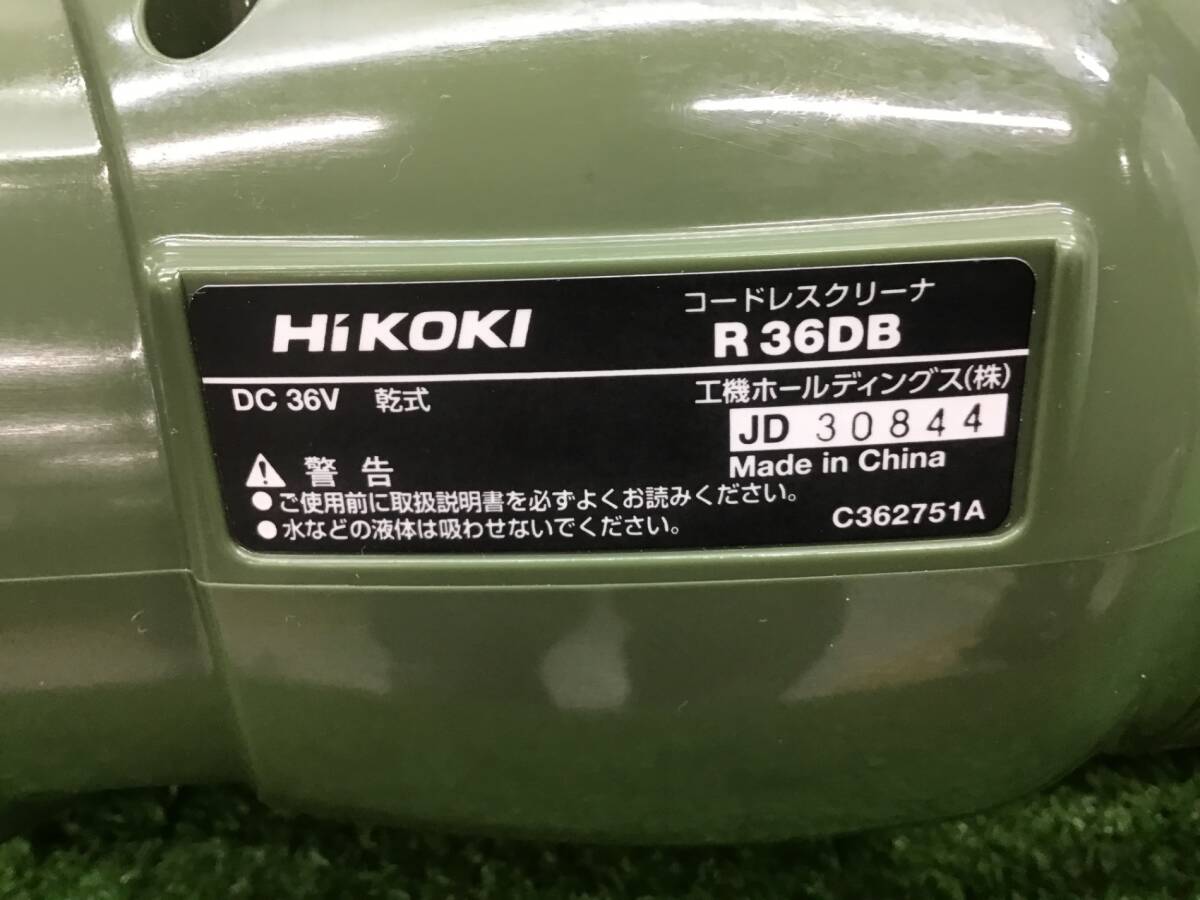 HiKOKI
コードレスクリーナ
R 36DB
DC 36V 乾式
工機ホールディングス(株)
JD 30844
Made in China
警告
●ご使用前に取扱説明書を必ずよくお読みください。
●水などの液体は吸わせないでください。
C362751A